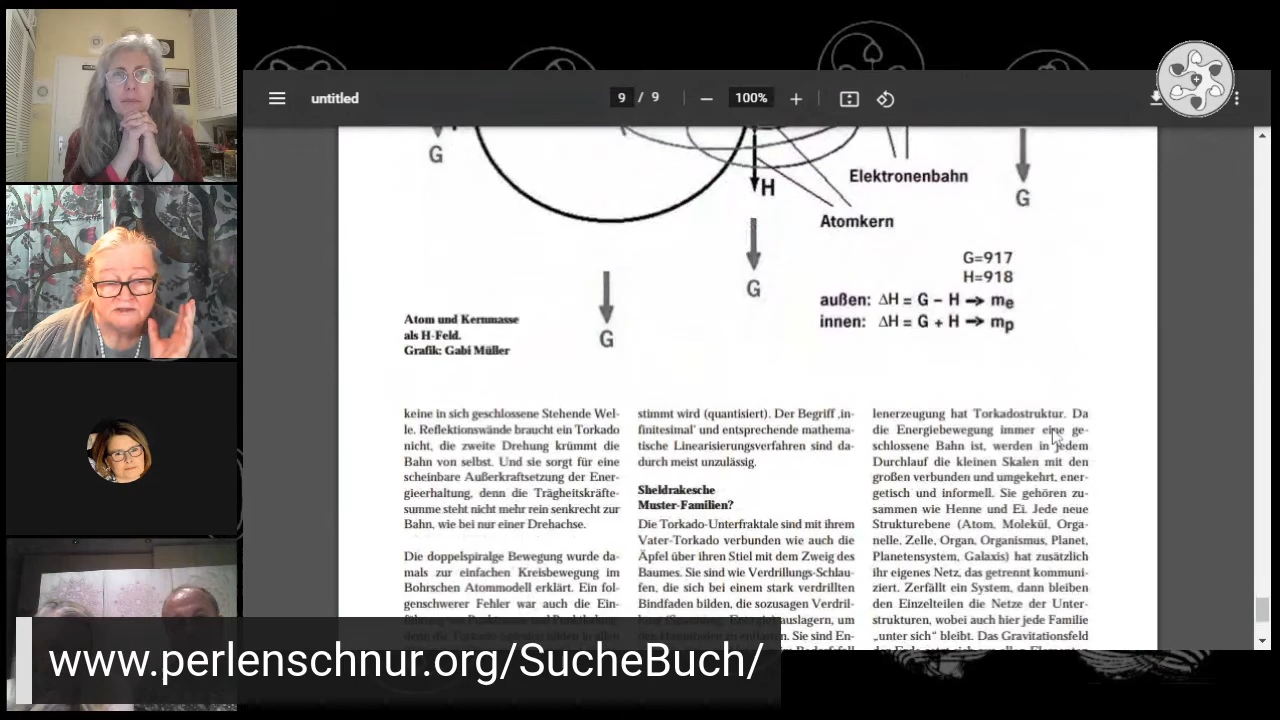 untitled
9 / 9
100%
G
H
Elektronenbahn
G
Atomkern
G
G
G=917
H=918
außen: ΔH = G − H → me
innen: ΔH = G + H → mp
Atom und Kernmasse
als H-Feld.
Grafik: Gabi Müller
keine in sich geschlossene Stehende Wel-
le. Reflektionswände braucht ein Torkado
nicht, die zweite Drehung krümmt die
Bahn von selbst. Und sie sorgt für eine
scheinbare Außerkraftsetzung der Ener-
gieerhaltung, denn die Trägheitskräfte-
summe steht nicht mehr rein senkrecht zur
Bahn, wie bei nur einer Drehachse.
Die doppelspiralge Bewegung wurde da-
mals zur einfachen Kreisbewegung im
Bohrschen Atommodell erklärt. Ein fol-
genschwerer Fehler war auch die Ein-
stimmt wird (quantisiert). Der Begriff ‚in-
finitesimal' und entsprechende mathema-
tische Linearisierungsverfahren sind da-
durch meist unzulässig.
Sheldrakesche
Muster-Familien?
Die Torkado-Unterfraktale sind mit ihrem
Vater-Torkado verbunden wie auch die
Äpfel über ihren Stiel mit dem Zweig des
Baumes. Sie sind wie Verdrillungs-Schlau-
fen, die sich bei einem stark verdrillten
Bindfaden bilden, die sozusagen Verdril-
auslagern, um
Sie sind En-
lenerzeugung hat Torkadostruktur. Da
die Energiebewegung immer eine ge-
schlossene Bahn ist, werden in jedem
Durchlauf die kleinen Skalen mit den
großen verbunden und umgekehrt, ener-
getisch und informell. Sie gehören zu-
sammen wie Henne und Ei. Jede neue
Strukturebene (Atom, Molekül, Orga-
nelle, Zelle, Organ, Organismus, Planet,
Planetensystem, Galaxis) hat zusätzlich
ihr eigenes Netz, das getrennt kommuni-
ziert. Zerfällt ein System, dann bleiben
den Einzelteilen die Netze der Unter-
strukturen, wobei auch hier jede Familie
„unter sich“ bleibt. Das Gravitationsfeld
www.perlenschnur.org/SucheBuch/